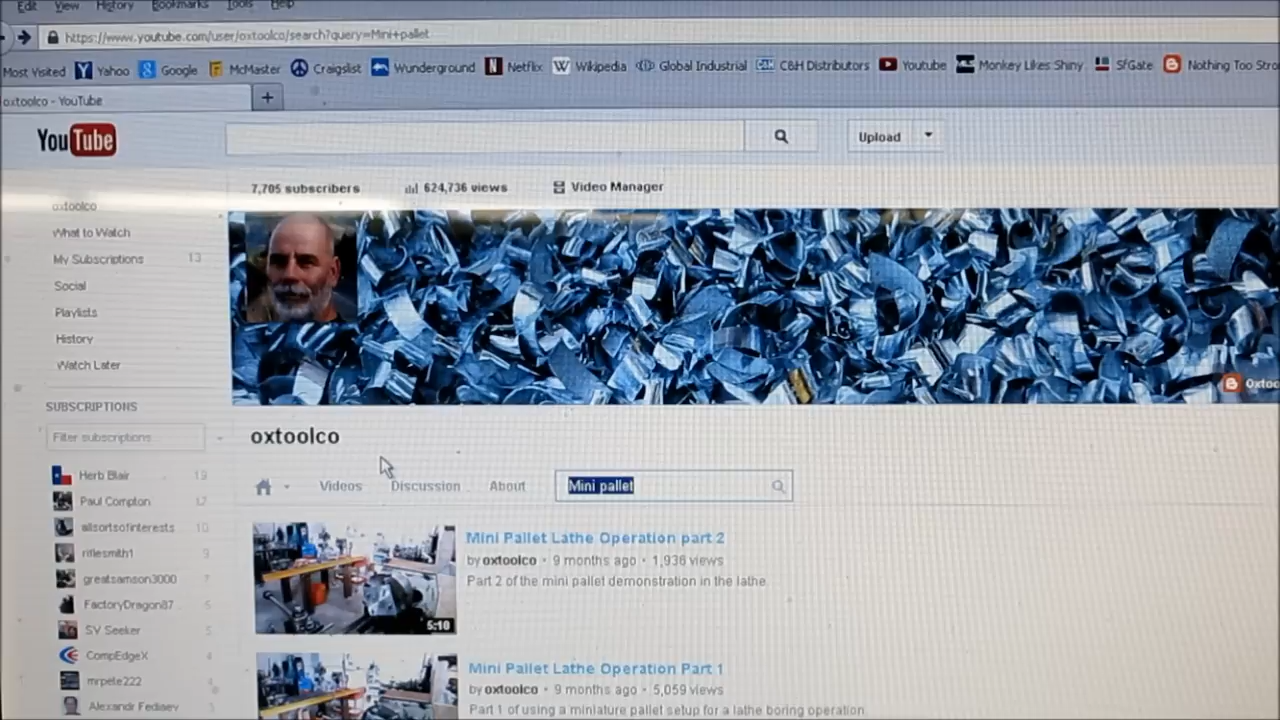 Edit View History Bookmarks Tools Help
https://www.youtube.com/user/oxtoolco/search?query=Mini+pallet
Most Visited Yahoo Google McMaster Craigslist Wunderground Netflix Wikipedia Global Industrial C&H Distributors Youtube Monkey Likes Shiny SFGate Nothing Too Stro
oxtoolco - YouTube +
YouTube Upload
7,705 subscribers 624,736 views Video Manager
oxtoolco
What to Watch
My Subscriptions 13
Social
Playlists
History
Watch Later
Oxtoo
SUBSCRIPTIONS
Filter subscriptions
Herb Blair 19
Paul Compton 17
allsortsofinterests 10
riflesmith1 9
greatsamson3000 7
FactoryDragon87 6
SV Seeker 5
CompEdgeX 4
mrpete222 4
Alexandr Fediaev 3
oxtoolco
Videos Discussion About Mini pallet
Mini Pallet Lathe Operation part 2
by oxtoolco • 9 months ago • 1,936 views
Part 2 of the mini pallet demonstration in the lathe.
5:10
Mini Pallet Lathe Operation Part 1
by oxtoolco • 9 months ago • 5,059 views
Part 1 of using a miniature pallet setup for a lathe boring operation.